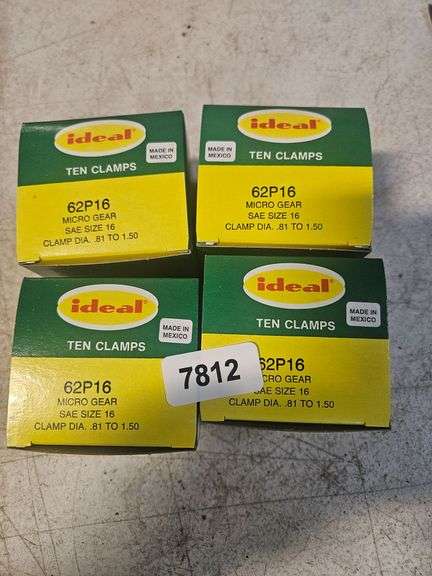 ideal®
MADE IN
MEXICO
TEN CLAMPS
62P16
MICRO GEAR
SAE SIZE 16
CLAMP DIA. .81 TO 1.50
ideal®
MADE IN
MEXICO
TEN CLAMPS
62P16
MICRO GEAR
SAE SIZE 16
CLAMP DIA. .81 TO 1.50
ideal®
MADE IN
MEXICO
TEN CLAMPS
62P16
MICRO GEAR
SAE SIZE 16
CLAMP DIA. .81 TO 1.50
7812
ideal®
MADE IN
MEXICO
TEN CLAMPS
62P16
CRO GEAR
SAE SIZE 16
CLAMP DIA. .81 TO 1.50